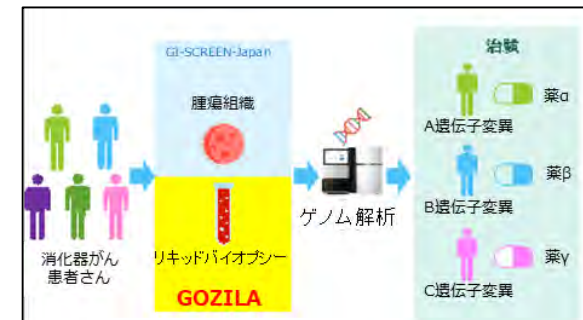 GI-SCREEN-Japan
腫瘍組織
リキッドバイオプシー
GOZILA
消化器がん
患者さん
ゲノム解析
治験
薬α
A遺伝子変異
薬β
B遺伝子変異
薬γ
C遺伝子変異